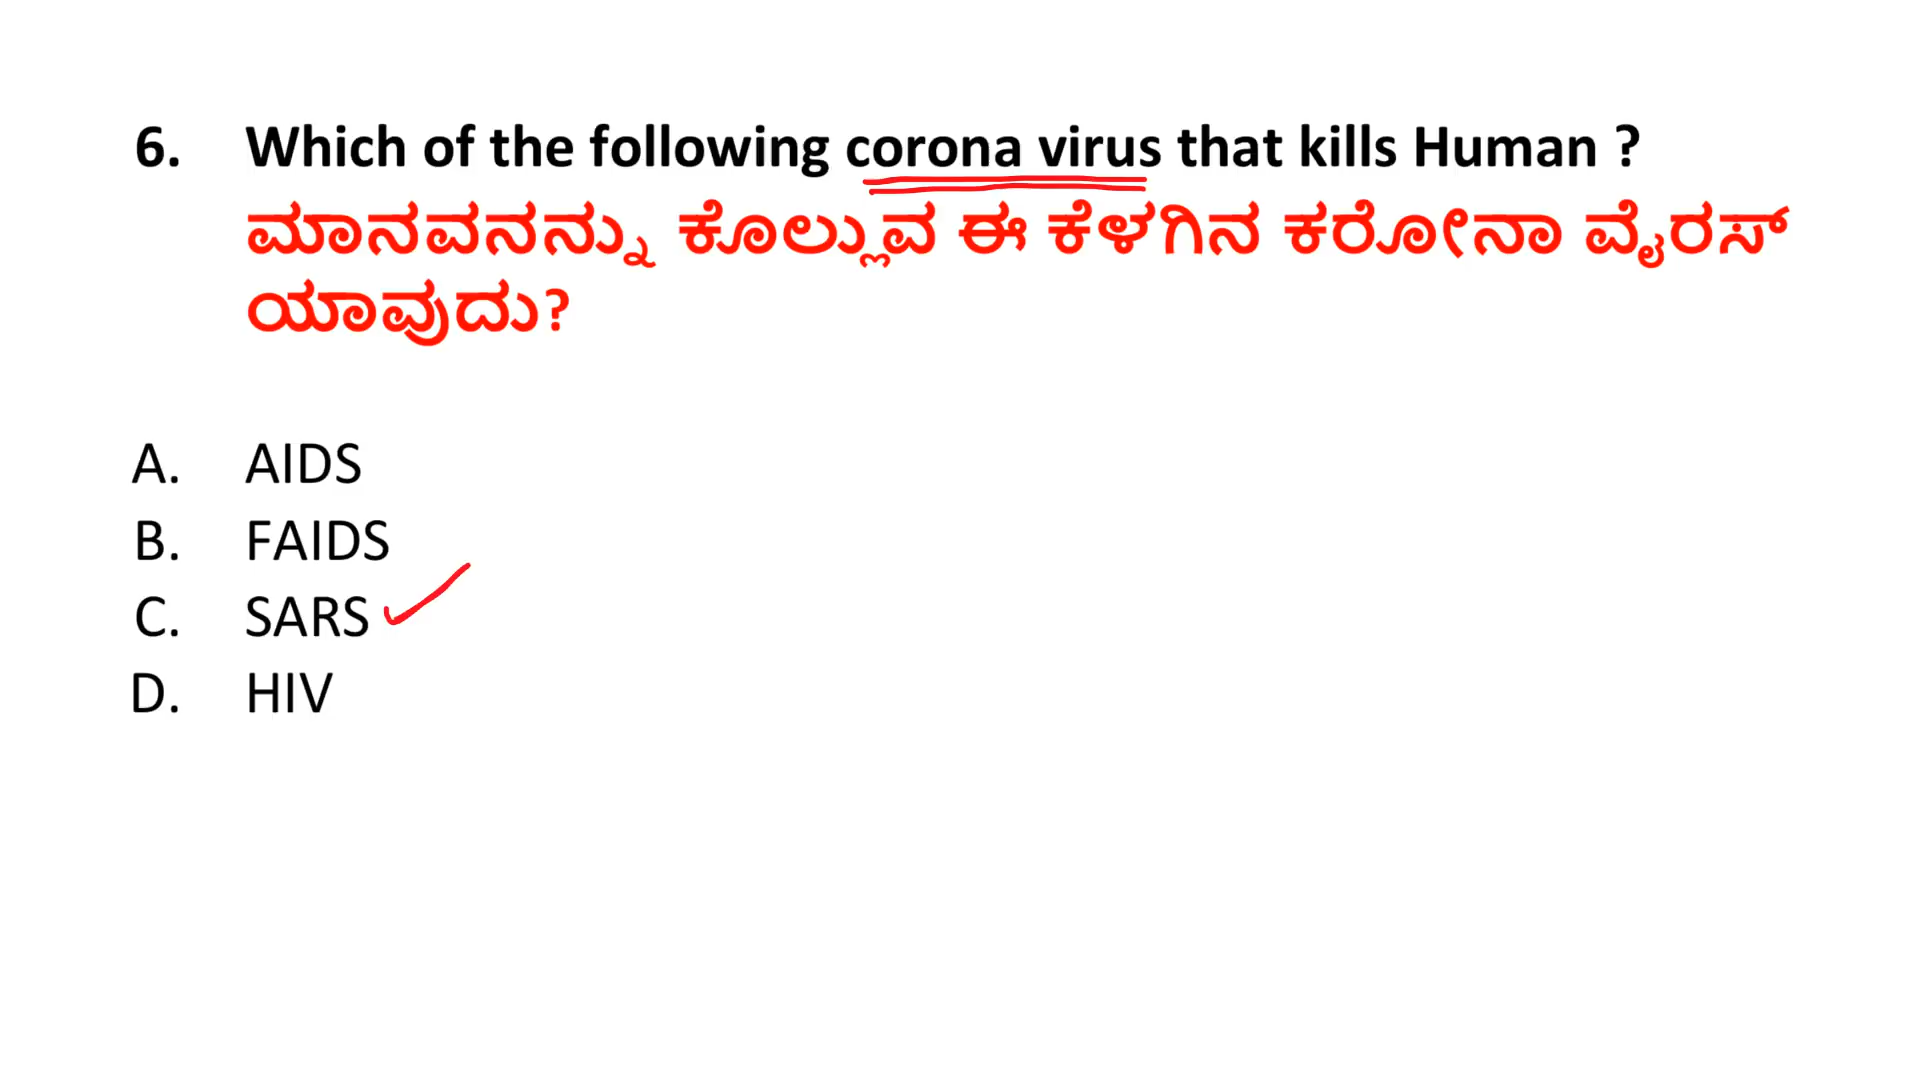 6. Which of the following corona virus that kills Human ?
ಮಾನವನನ್ನು ಕೊಲ್ಲುವ ಈ ಕೆಳಗಿನ ಕರೋನಾ ವೈರಸ್
ಯಾವುದು?
A. AIDS
B. FAIDS
C. SARS
D. HIV